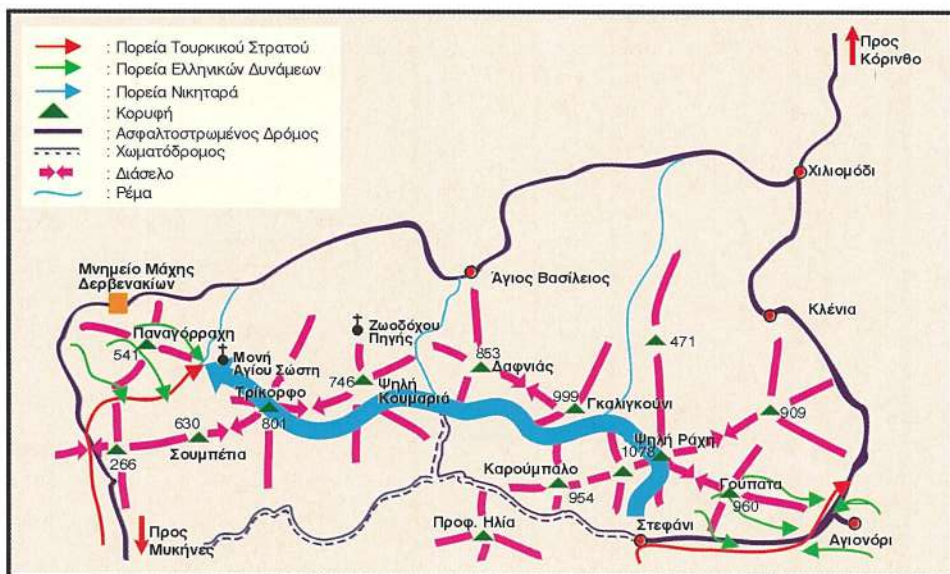 : Πορεία Τουρκικού Στρατού
: Πορεία Ελληνικών Δυνάμεων
: Πορεία Νικηταρά
: Κορυφή
: Ασφαλτοστρωμένος Δρόμος
: Χωματόδρομος
: Διάσελο
: Ρέμα
Προς
Κόρινθο
Χιλιομόδι
Μνημείο Μάχης
Δερβενακίων
Άγιος Βασίλειος
Κλένια
Παναγόρραχη
541
Μονή
Αγίου Σώστη
Ζωοδόχου
Πηγής
853
Δαφνιάς
471
746
Ψηλή
Κουμαριά
Τρίκορφο
801
999
Γκαλιγκούνι
909
630
Σουμπέτια
266
Ψηλή Ράχη
1078
Καρούμπαλο
954
Γούπατα
960
Προς
Μυκήνες
Προφ. Ηλία
Στεφάνι
Αγιονόρι